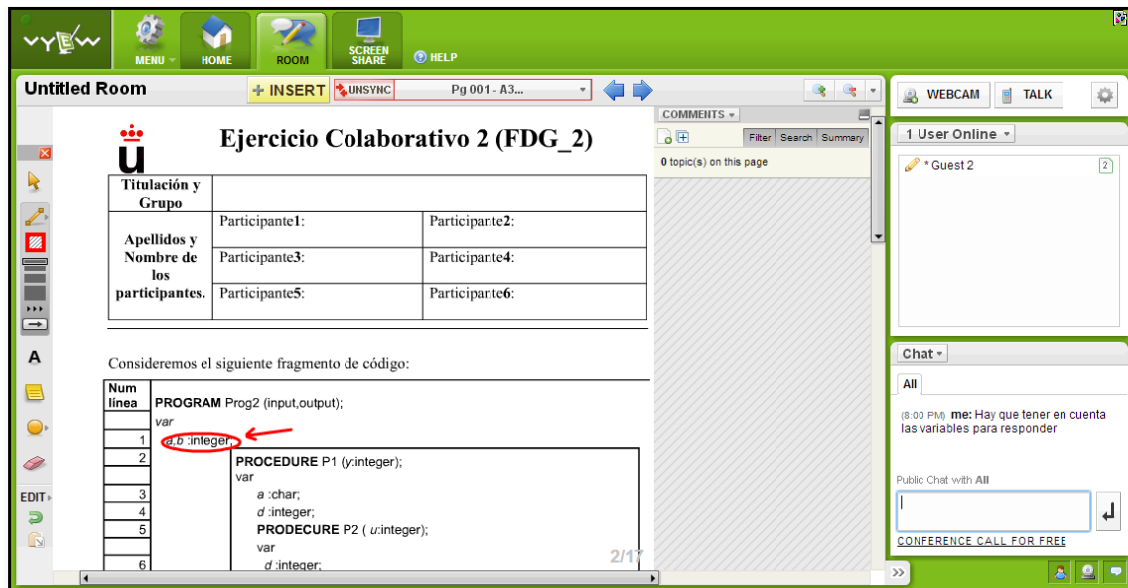 VYEW
MENU
HOME
ROOM
SCREEN SHARE
HELP
Untitled Room
+ INSERT
UNSYNC
Pg 001 - A3...
COMMENTS
Filter Search Summary
0 topic(s) on this page
ü
Ejercicio Colaborativo 2 (FDG_2)
Titulación y
Grupo
Apellidos y
Nombre de
los
participantes.
Participante1:
Participante2:
Participante3:
Participante4:
Participante5:
Participante6:
Consideremos el siguiente fragmento de código:
Num
línea
PROGRAM Prog2 (input,output);
var
1 a,b :integer;
2 PROCEDURE P1 (y:integer);
var
3 a :char;
4 d :integer;
5 PRODECURE P2 ( u:integer);
var
6 d :integer;
2/17
A
EDIT
WEBCAM
TALK
1 User Online
* Guest 2
2
Chat
All
(8:00 PM) me: Hay que tener en cuenta
las variables para responder
Public Chat with All
CONFERENCE CALL FOR FREE